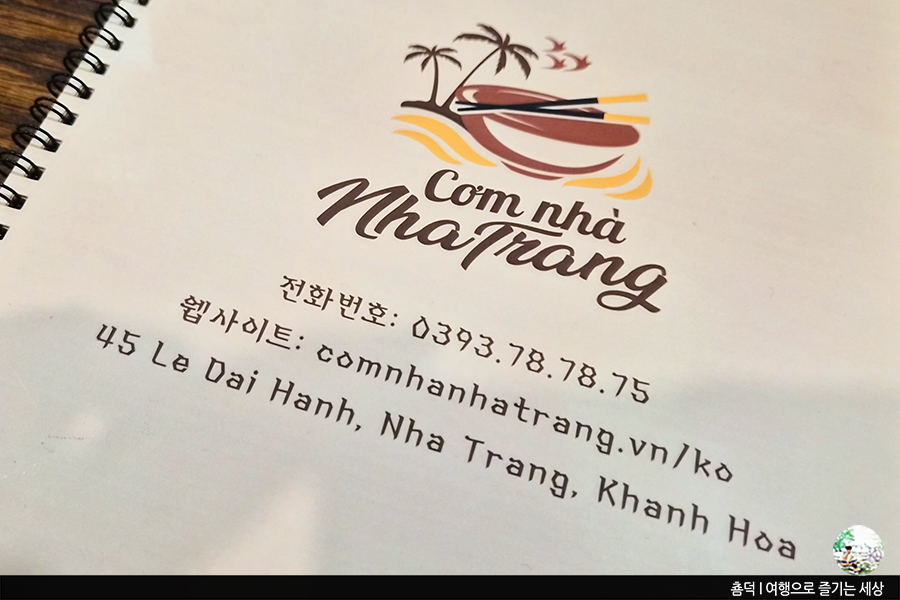 Cơm nhà
Nha Trang
전화번호: 0393.78.78.75
웹사이트: comnhanhatrang.vn/ko
45 Le Dai Hanh, Nha Trang, Khanh Hoa
춈덕 | 여행으로 즐기는 세상